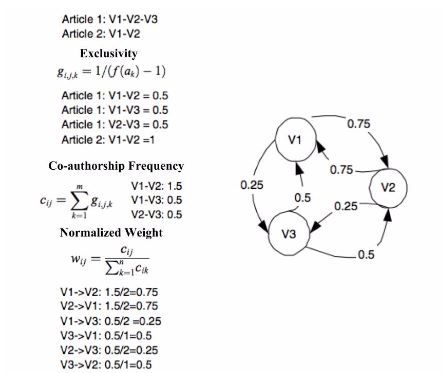 Article 1: V1-V2-V3
Article 2: V1-V2
Exclusivity
g_{i,j,k} = 1/(f(a_k) − 1)
Article 1: V1-V2 = 0.5
Article 1: V1-V3 = 0.5
Article 1: V2-V3 = 0.5
Article 2: V1-V2 =1
Co-authorship Frequency
c_{ij} = \sum_{k=1}^{m} g_{i,j,k}
V1-V2: 1.5
V1-V3: 0.5
V2-V3: 0.5
Normalized Weight
w_{ij} = \frac{c_{ij}}{\sum_{k=1}^{n} c_{ik}}
V1->V2: 1.5/2=0.75
V2->V1: 1.5/2=0.75
V1->V3: 0.5/2 =0.25
V3->V1: 0.5/1=0.5
V2->V3: 0.5/2=0.25
V3->V2: 0.5/1=0.5
0.75
V1
0.75
0.25
V2
0.5
0.25
V3
0.5